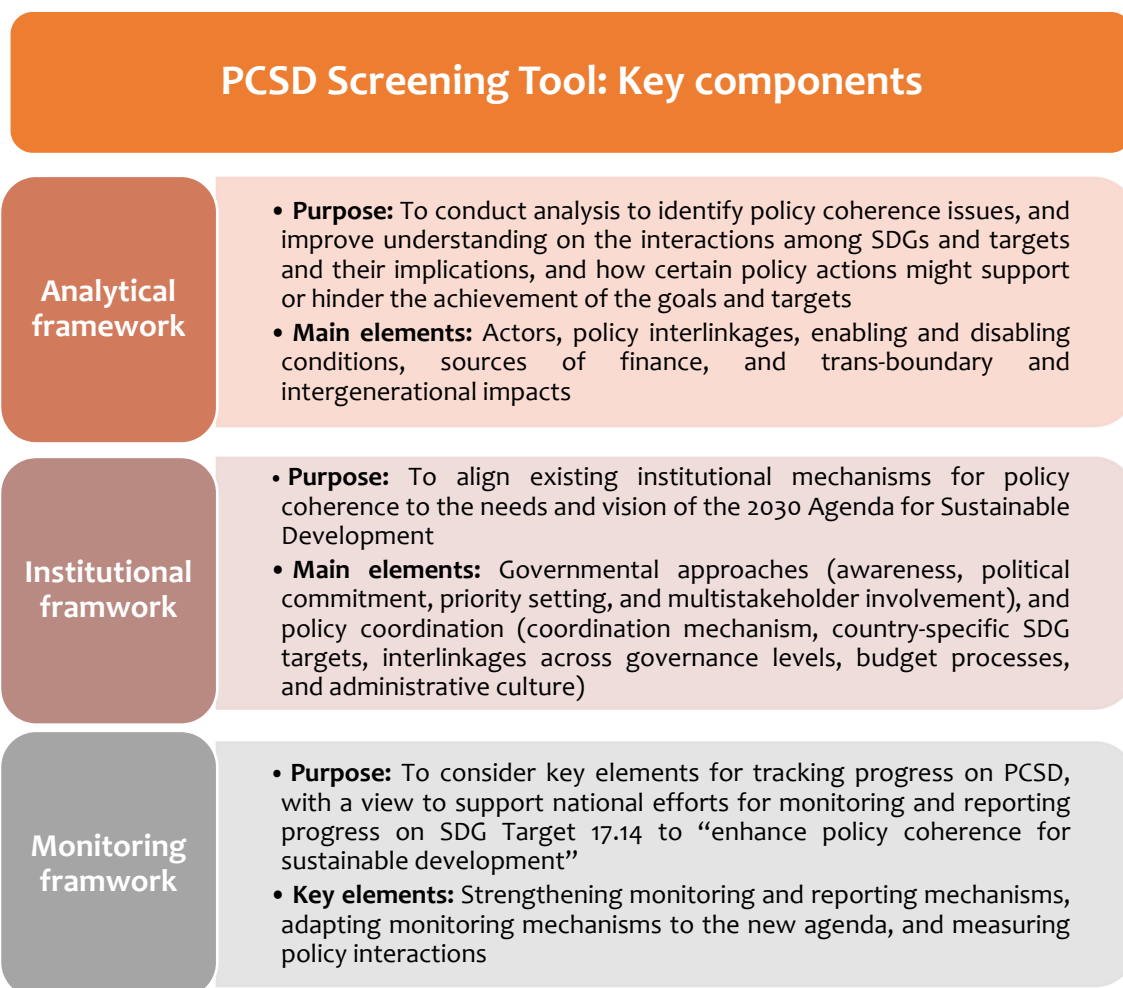 PCSD Screening Tool: Key components
Analytical
framework
• Purpose: To conduct analysis to identify policy coherence issues, and
improve understanding on the interactions among SDGs and targets
and their implications, and how certain policy actions might support
or hinder the achievement of the goals and targets
• Main elements: Actors, policy interlinkages, enabling and disabling
conditions, sources of finance, and trans-boundary and
intergenerational impacts
Institutional
framwork
• Purpose: To align existing institutional mechanisms for policy
coherence to the needs and vision of the 2030 Agenda for Sustainable
Development
• Main elements: Governmental approaches (awareness, political
commitment, priority setting, and multistakeholder involvement), and
policy coordination (coordination mechanism, country-specific SDG
targets, interlinkages across governance levels, budget processes,
and administrative culture)
Monitoring
framwork
• Purpose: To consider key elements for tracking progress on PCSD,
with a view to support national efforts for monitoring and reporting
progress on SDG Target 17.14 to “enhance policy coherence for
sustainable development”
• Key elements: Strengthening monitoring and reporting mechanisms,
adapting monitoring mechanisms to the new agenda, and measuring
policy interactions